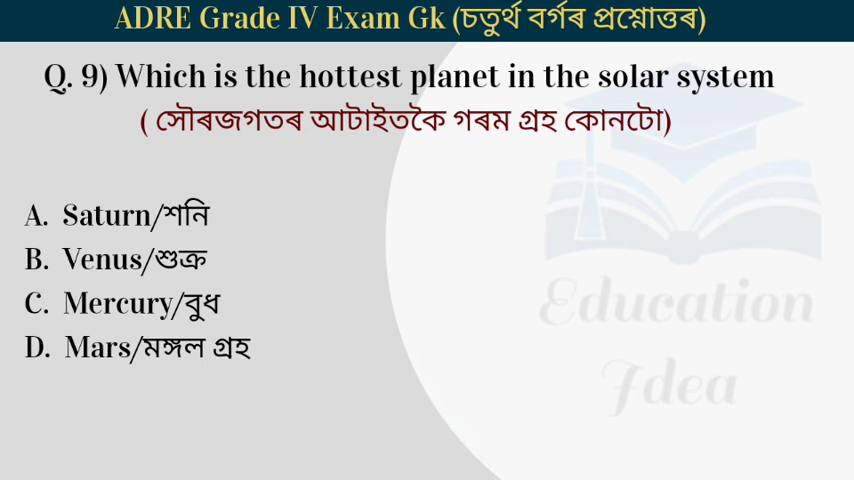 ADRE Grade IV Exam Gk (চতুৰ্থ বৰ্গৰ প্ৰশ্নোত্তৰ)
Q. 9) Which is the hottest planet in the solar system
( সৌৰজগতৰ আটাইতকৈ গৰম গ্ৰহ কোনটো)
A. Saturn/শনি
B. Venus/শুক্ৰ
C. Mercury/বুধ
D. Mars/মঙ্গল গ্ৰহ
Education
Idea